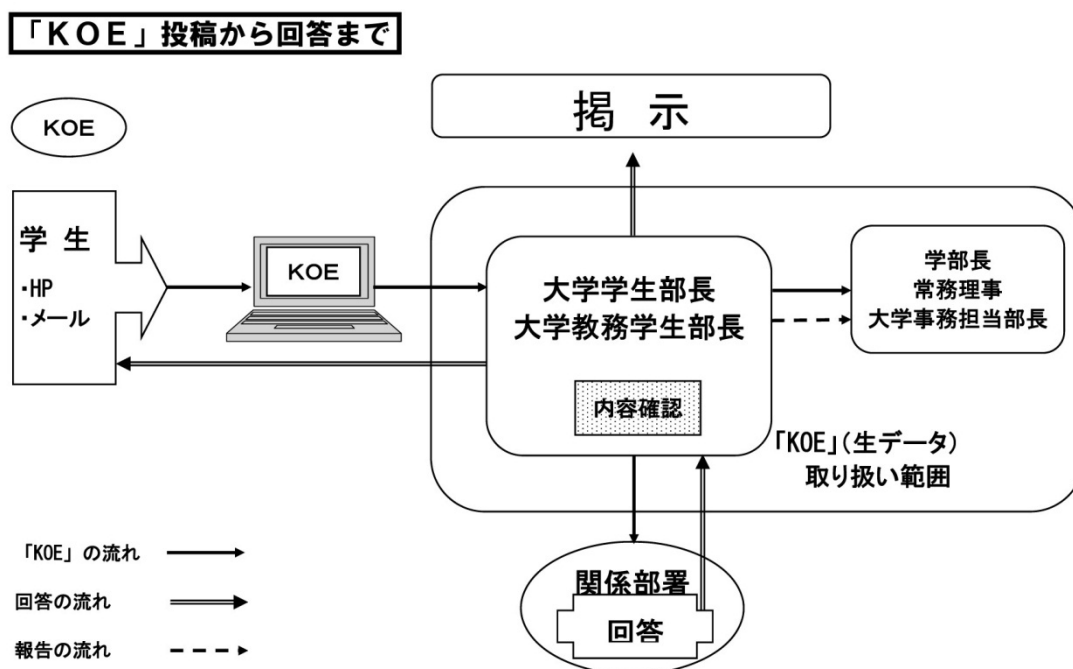 「KOE」投稿から回答まで
掲 示
KOE
学 生
・HP
・メール
KOE
大学学生部長
大学教務学生部長
内容確認
学部長
常務理事
大学事務担当部長
「KOE」(生データ)
取り扱い範囲
関係部署
回答
「KOE」の流れ
回答の流れ
報告の流れ